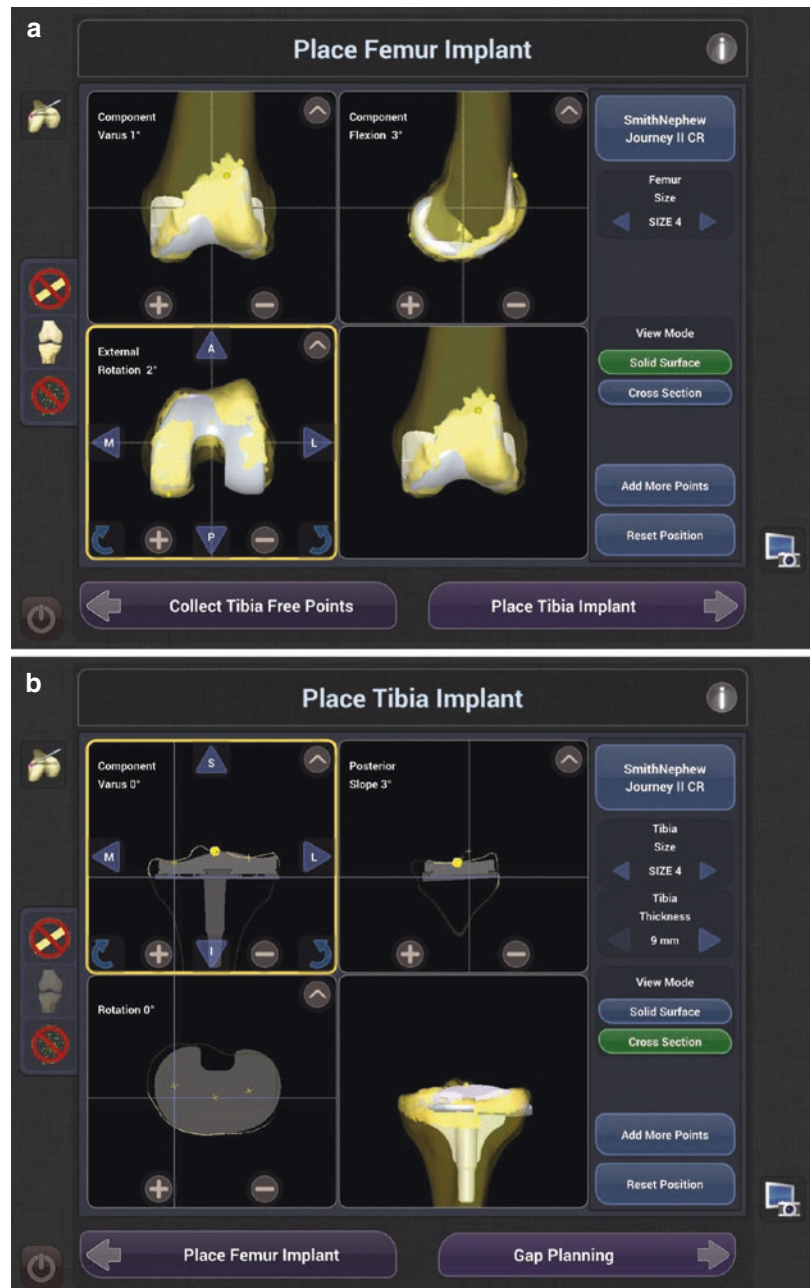 a
Place Femur Implant
i
Component
Varus 1°
Component
Flexion 3°
SmithNephew
Journey II CR
Femur
Size
SIZE 4
External
Rotation 2°
A
M
L
P
View Mode
Solid Surface
Cross Section
Add More Points
Reset Position
Collect Tibia Free Points
Place Tibia Implant
b
Place Tibia Implant
i
Component
Varus 0°
S
M
L
I
Posterior
Slope 3°
SmithNephew
Journey II CR
Tibia
Size
SIZE 4
Tibia
Thickness
9 mm
Rotation 0°
View Mode
Solid Surface
Cross Section
Add More Points
Reset Position
Place Femur Implant
Gap Planning